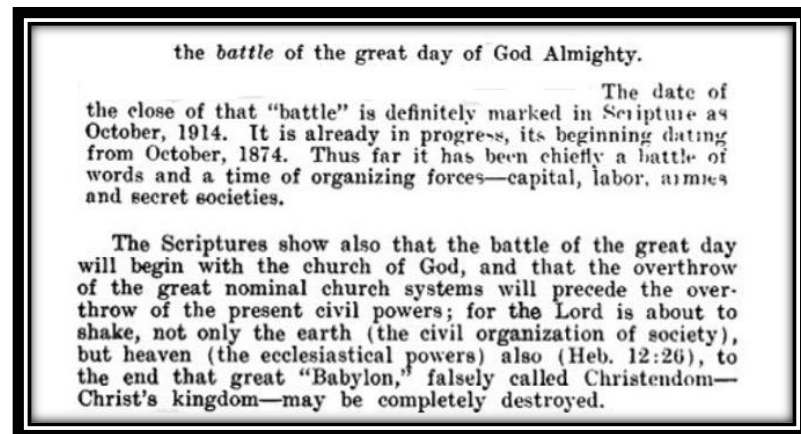 the battle of the great day of God Almighty.
The date of
the close of that "battle" is definitely marked in Scripture as
October, 1914. It is already in progress, its beginning dating
from October, 1874. Thus far it has been chiefly a battle of
words and a time of organizing forces—capital, labor, armies
and secret societies.
The Scriptures show also that the battle of the great day
will begin with the church of God, and that the overthrow
of the great nominal church systems will precede the over-
throw of the present civil powers; for the Lord is about to
shake, not only the earth (the civil organization of society),
but heaven (the ecclesiastical powers) also (Heb. 12:26), to
the end that great "Babylon," falsely called Christendom—
Christ's kingdom—may be completely destroyed.